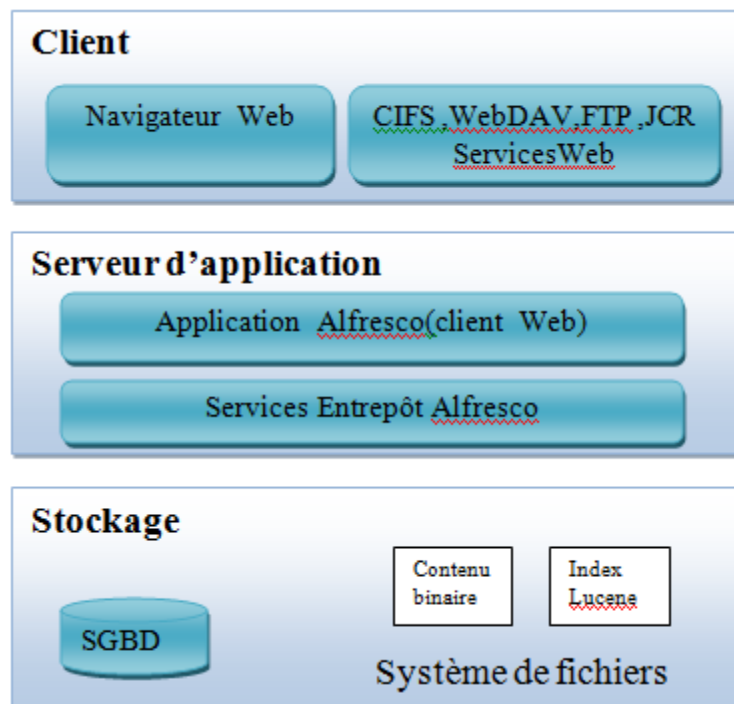 Client
Navigateur Web
CIFS ,WebDAV,FTP ,JCR
ServicesWeb
Serveur d’application
Application Alfresco(client Web)
Services Entrepôt Alfresco
Stockage
SGBD
Contenu
binaire
Index
Lucene
Système de fichiers